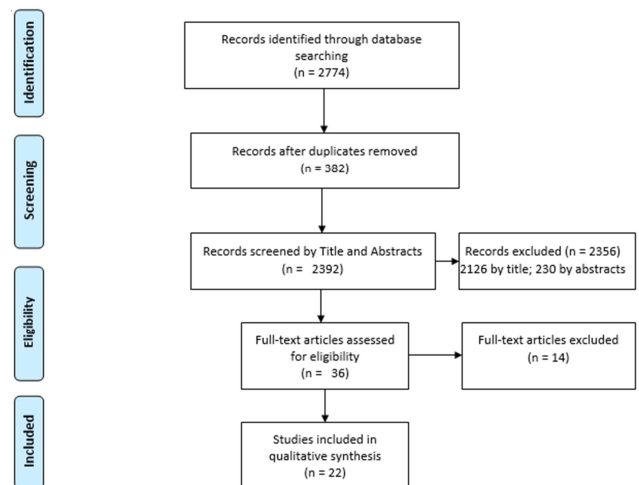 Identification
Records identified through database
searching
(n = 2774)
Records after duplicates removed
(n = 382)
Screening
Records screened by Title and Abstracts
(n = 2392)
Records excluded (n = 2356)
2126 by title; 230 by abstracts
Eligibility
Full-text articles assessed
for eligibility
(n = 36)
Full-text articles excluded
(n = 14)
Included
Studies included in
qualitative synthesis
(n = 22)